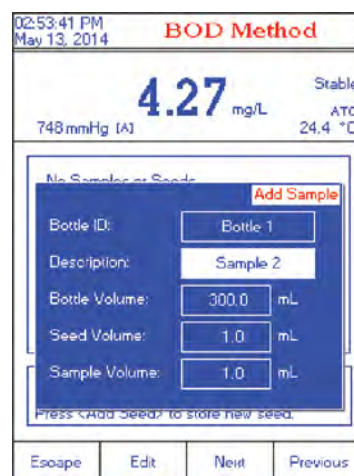 02:53:41 PM
May 13, 2014
BOD Method
4.27 mg/L
Stable
ATC
748 mmHg [A]
24.4 °C
No Samples or Seeds
Add Sample
Bottle ID: Bottle 1
Description: Sample 2
Bottle Volume: 300.0 mL
Seed Volume: 1.0 mL
Sample Volume: 1.0 mL
Press <Add Seed> to store new seed.
Escape Edit Next Previous